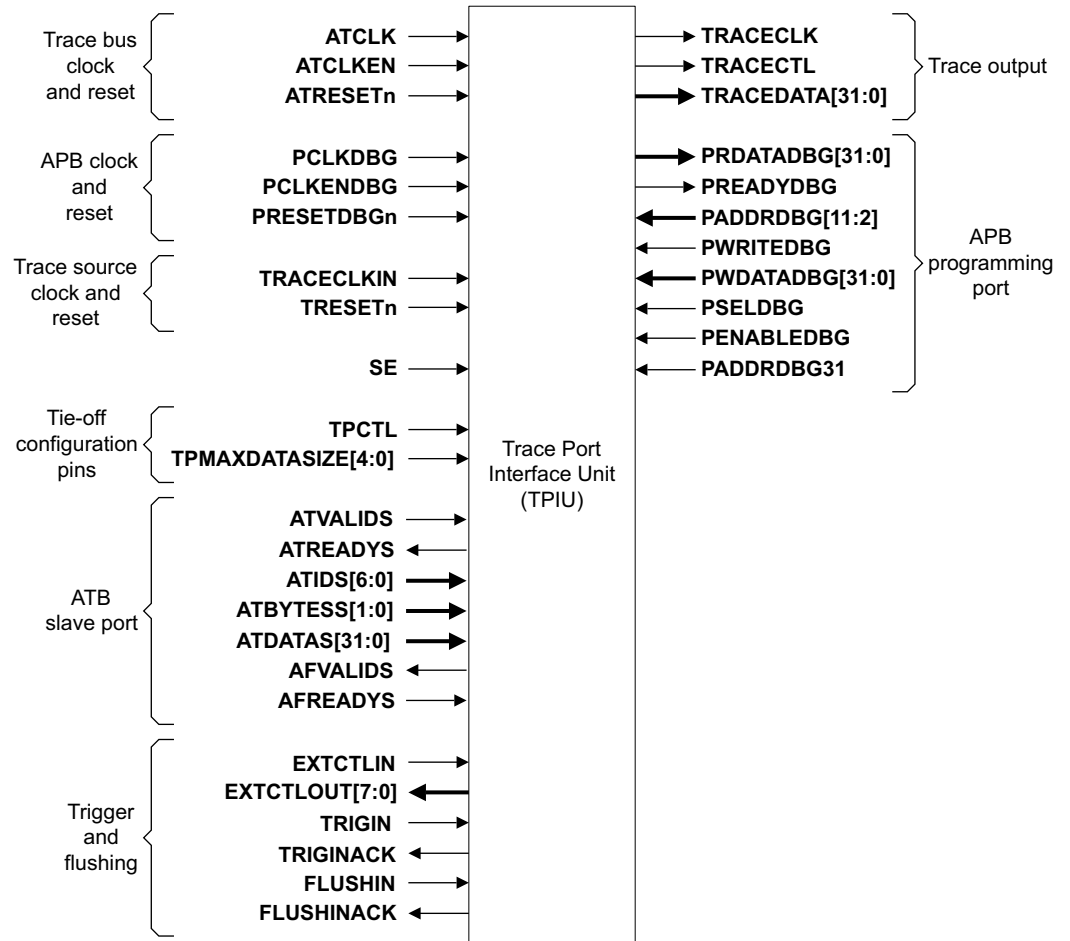 Trace bus
clock
and reset
ATCLK
ATCLKEN
ATRESETn
APB clock
and
reset
PCLKDBG
PCLKENDBG
PRESETDBGn
Trace source
clock and
reset
TRACECLKIN
TRESETn
SE
Tie-off
configuration
pins
TPCTL
TPMAXDATASIZE[4:0]
ATB
slave port
ATVALIDS
ATREADYS
ATIDS[6:0]
ATBYTESS[1:0]
ATDATAS[31:0]
AFVALIDS
AFREADYS
Trigger
and
flushing
EXTCTLIN
EXTCTLOUT[7:0]
TRIGIN
TRIGINACK
FLUSHIN
FLUSHINACK
Trace Port
Interface Unit
(TPIU)
TRACECLK
TRACECTL
TRACEDATA[31:0]
Trace output
PRDATADBG[31:0]
PREADYDBG
PADDRDBG[11:2]
PWRITEDBG
PWDATADBG[31:0]
PSELDBG
PENABLEDBG
PADDRDBG31
APB
programming
port